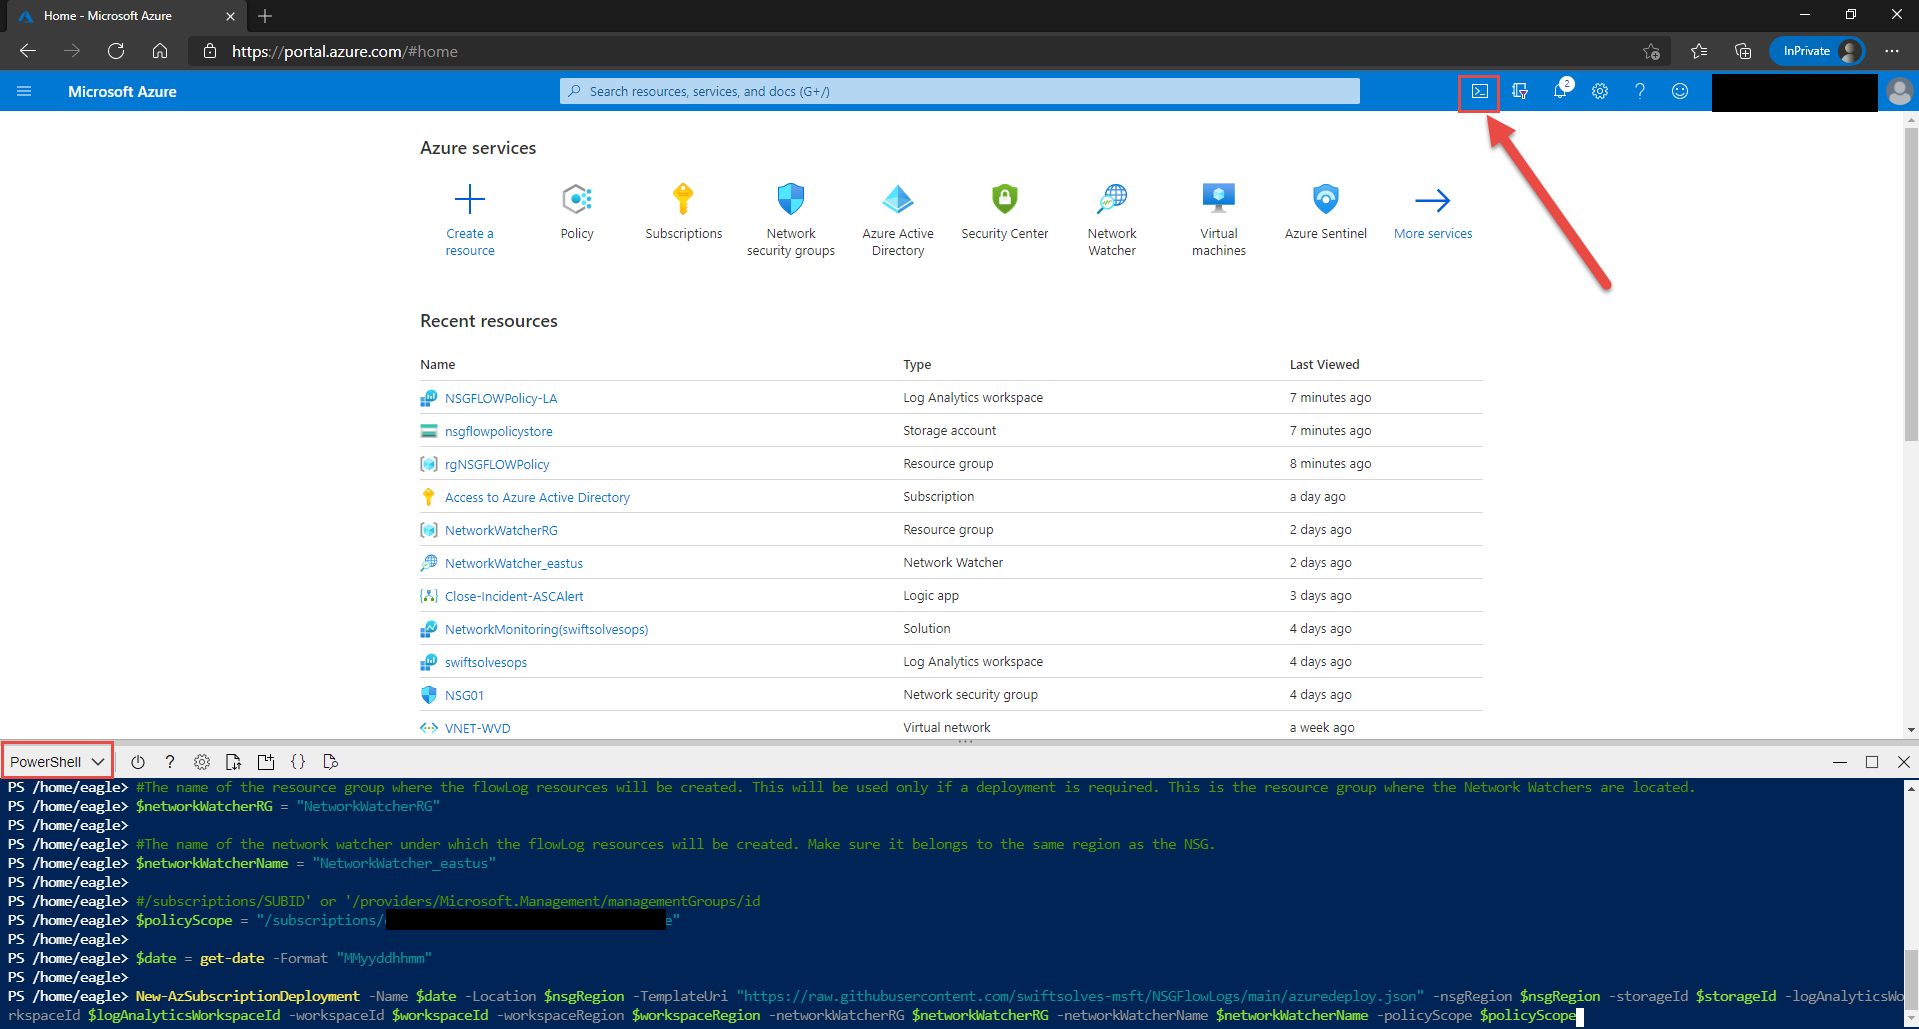 Home - Microsoft Azure
https://portal.azure.com/#home
InPrivate
Microsoft Azure
Search resources, services, and docs (G+/)
2
Azure services
Create a resource
Policy
Subscriptions
Network security groups
Azure Active Directory
Security Center
Network Watcher
Virtual machines
Azure Sentinel
More services
Recent resources
Name Type Last Viewed
NSGFLOWPolicy-LA Log Analytics workspace 7 minutes ago
nsgflowpolicystore Storage account 7 minutes ago
rgNSGFLOWPolicy Resource group 8 minutes ago
Access to Azure Active Directory Subscription a day ago
NetworkWatcherRG Resource group 2 days ago
NetworkWatcher_eastus Network Watcher 2 days ago
Close-Incident-ASCAlert Logic app 3 days ago
NetworkMonitoring(swiftsolvesops) Solution 4 days ago
swiftsolvesops Log Analytics workspace 4 days ago
NSG01 Network security group 4 days ago
VNET-WVD Virtual network a week ago
PowerShell
PS /home/eagle> #The name of the resource group where the flowLog resources will be created. This will be used only if a deployment is required. This is the resource group where the Network Watchers are located.
PS /home/eagle> $networkWatcherRG = "NetworkWatcherRG"
PS /home/eagle>
PS /home/eagle> #The name of the network watcher under which the flowLog resources will be created. Make sure it belongs to the same region as the NSG.
PS /home/eagle> $networkWatcherName = "NetworkWatcher_eastus"
PS /home/eagle>
PS /home/eagle> #/subscriptions/SUBID' or '/providers/Microsoft.Management/managementGroups/id
PS /home/eagle> $policyScope = "/subscriptions/ e"
PS /home/eagle>
PS /home/eagle> $date = get-date -Format "MMyyddhhmm"
PS /home/eagle>
PS /home/eagle> New-AzSubscriptionDeployment -Name $date -Location $nsgRegion -TemplateUri "https://raw.githubusercontent.com/swiftsolves-msft/NSGFlowLogs/main/azuredeploy.json" -nsgRegion $nsgRegion -storageId $storageId -logAnalyticsWo
rkspaceId $logAnalyticsWorkspaceId -workspaceId $workspaceId -workspaceRegion $workspaceRegion -networkWatcherRG $networkWatcherRG -networkWatcherName $networkWatcherName -policyScope $policyScope